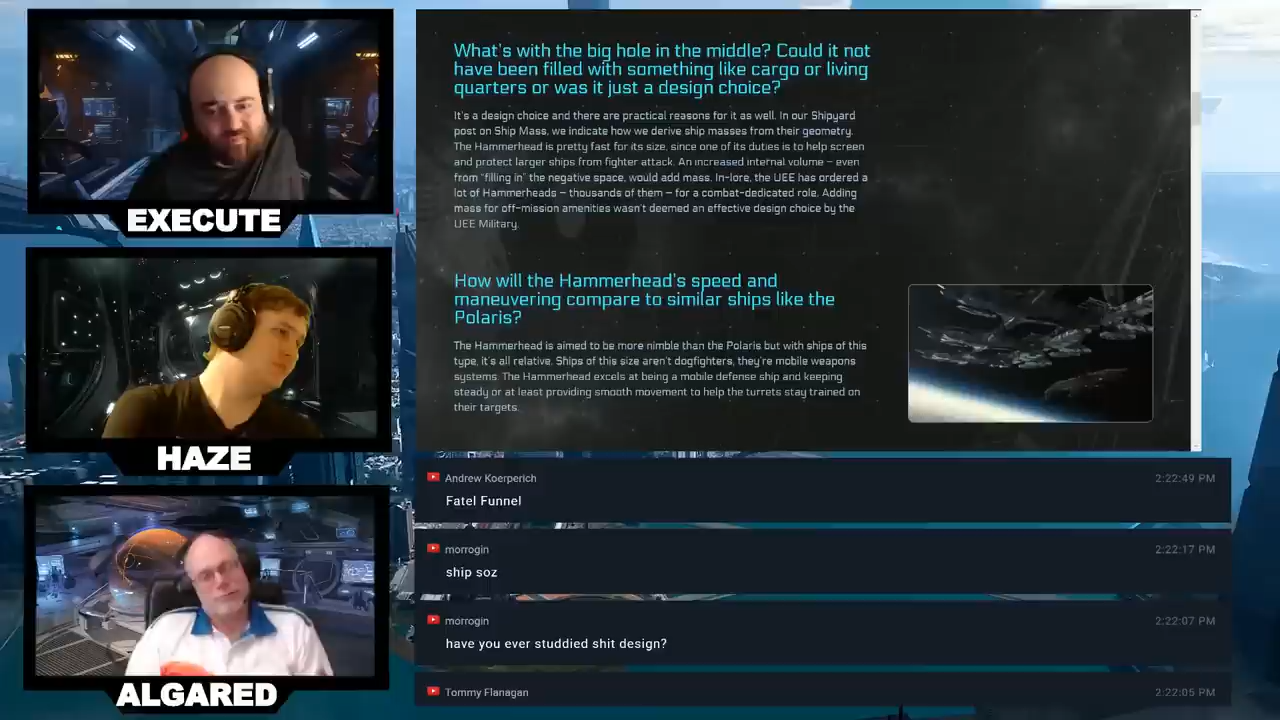 EXECUTE
HAZE
ALGARED
What's with the big hole in the middle? Could it not
have been filled with something like cargo or living
quarters or was it just a design choice?
It's a design choice and there are practical reasons for it as well. In our Shipyard
post on Ship Mass, we indicate how we derive ship masses from their geometry.
The Hammerhead is pretty fast for its size, since one of its duties is to help screen
and protect larger ships from fighter attack. An increased internal volume – even
from "filling in" the negative space, would add mass. In-lore, the UEE has ordered a
lot of Hammerheads – thousands of them – for a combat-dedicated role. Adding
mass for off-mission amenities wasn't deemed an effective design choice by the
UEE Military.
How will the Hammerhead's speed and
maneuvering compare to similar ships like the
Polaris?
The Hammerhead is aimed to be more nimble than the Polaris but with ships of this
type, it's all relative. Ships of this size aren't dogfighters, they're mobile weapons
systems. The Hammerhead excels at being a mobile defense ship and keeping
steady or at least providing smooth movement to help the turrets stay trained on
their targets.
Andrew Koerperich 2:22:49 PM
Fatel Funnel
morrogin 2:22:17 PM
ship soz
morrogin 2:22:07 PM
have you ever studdied shit design?
Tommy Flanagan 2:22:05 PM